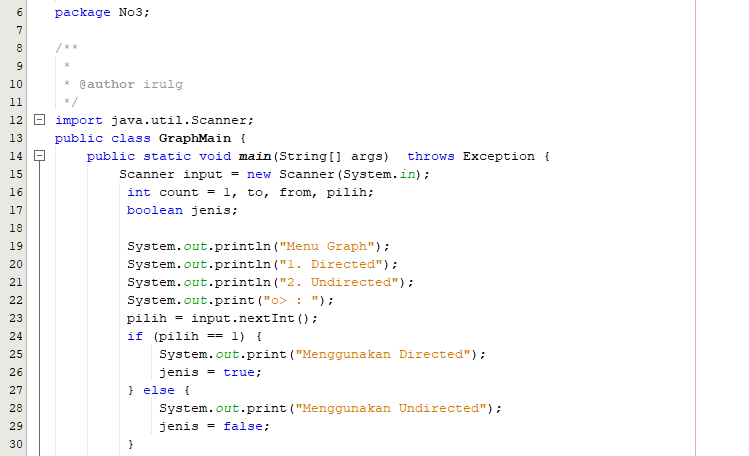 6 package No3;
7
8 /**
9 *
10 * @author irulg
11 */
12 import java.util.Scanner;
13 public class GraphMain {
14 public static void main(String[] args)  throws Exception {
15 Scanner input = new Scanner(System.in);
16 int count = 1, to, from, pilih;
17 boolean jenis;
18
19 System.out.println("Menu Graph");
20 System.out.println("1. Directed");
21 System.out.println("2. Undirected");
22 System.out.print("o> : ");
23 pilih = input.nextInt();
24 if (pilih == 1) {
25 System.out.print("Menggunakan Directed");
26 jenis = true;
27 } else {
28 System.out.print("Menggunakan Undirected");
29 jenis = false;
30 }